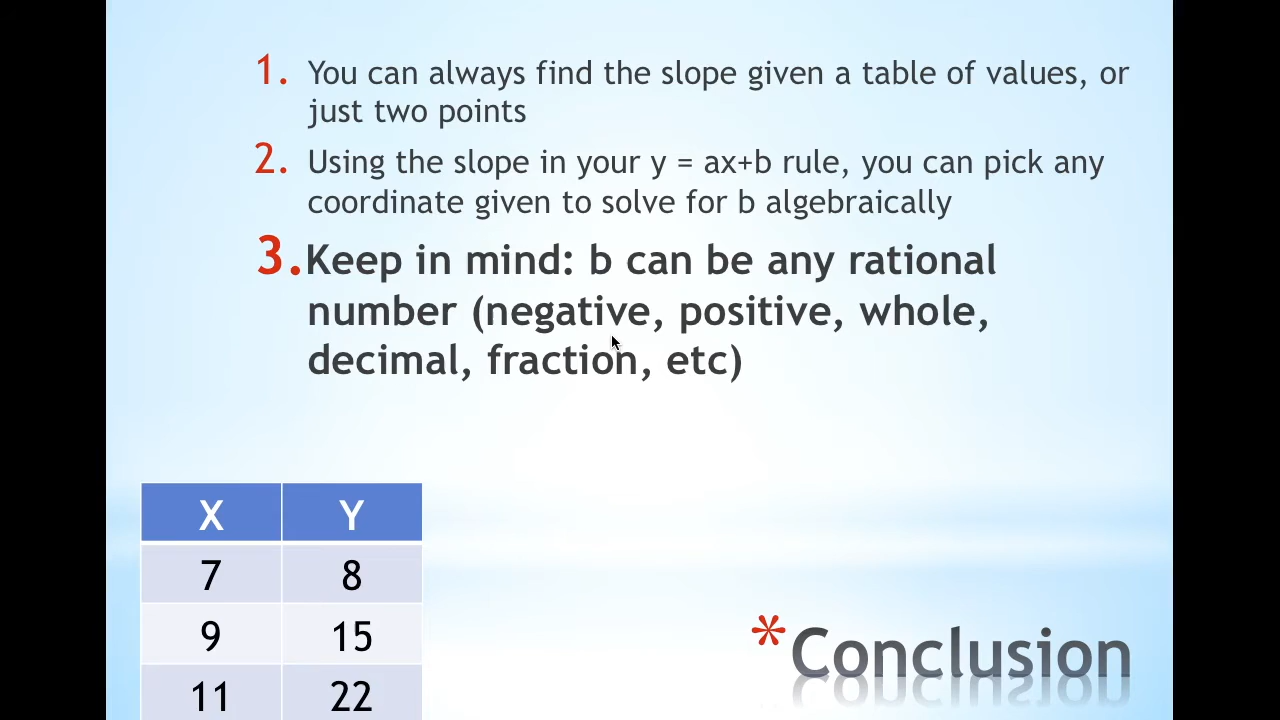 1. You can always find the slope given a table of values, or
just two points
2. Using the slope in your y = ax+b rule, you can pick any
coordinate given to solve for b algebraically
3. Keep in mind: b can be any rational
number (negative, positive, whole,
decimal, fraction, etc)
X Y
7 8
9 15
11 22
*Conclusion